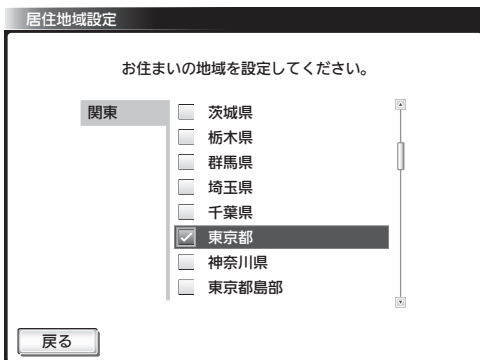 居住地域設定
お住まいの地域を設定してください。
関東
茨城県
栃木県
群馬県
埼玉県
千葉県
東京都
神奈川県
東京都島部
戻る